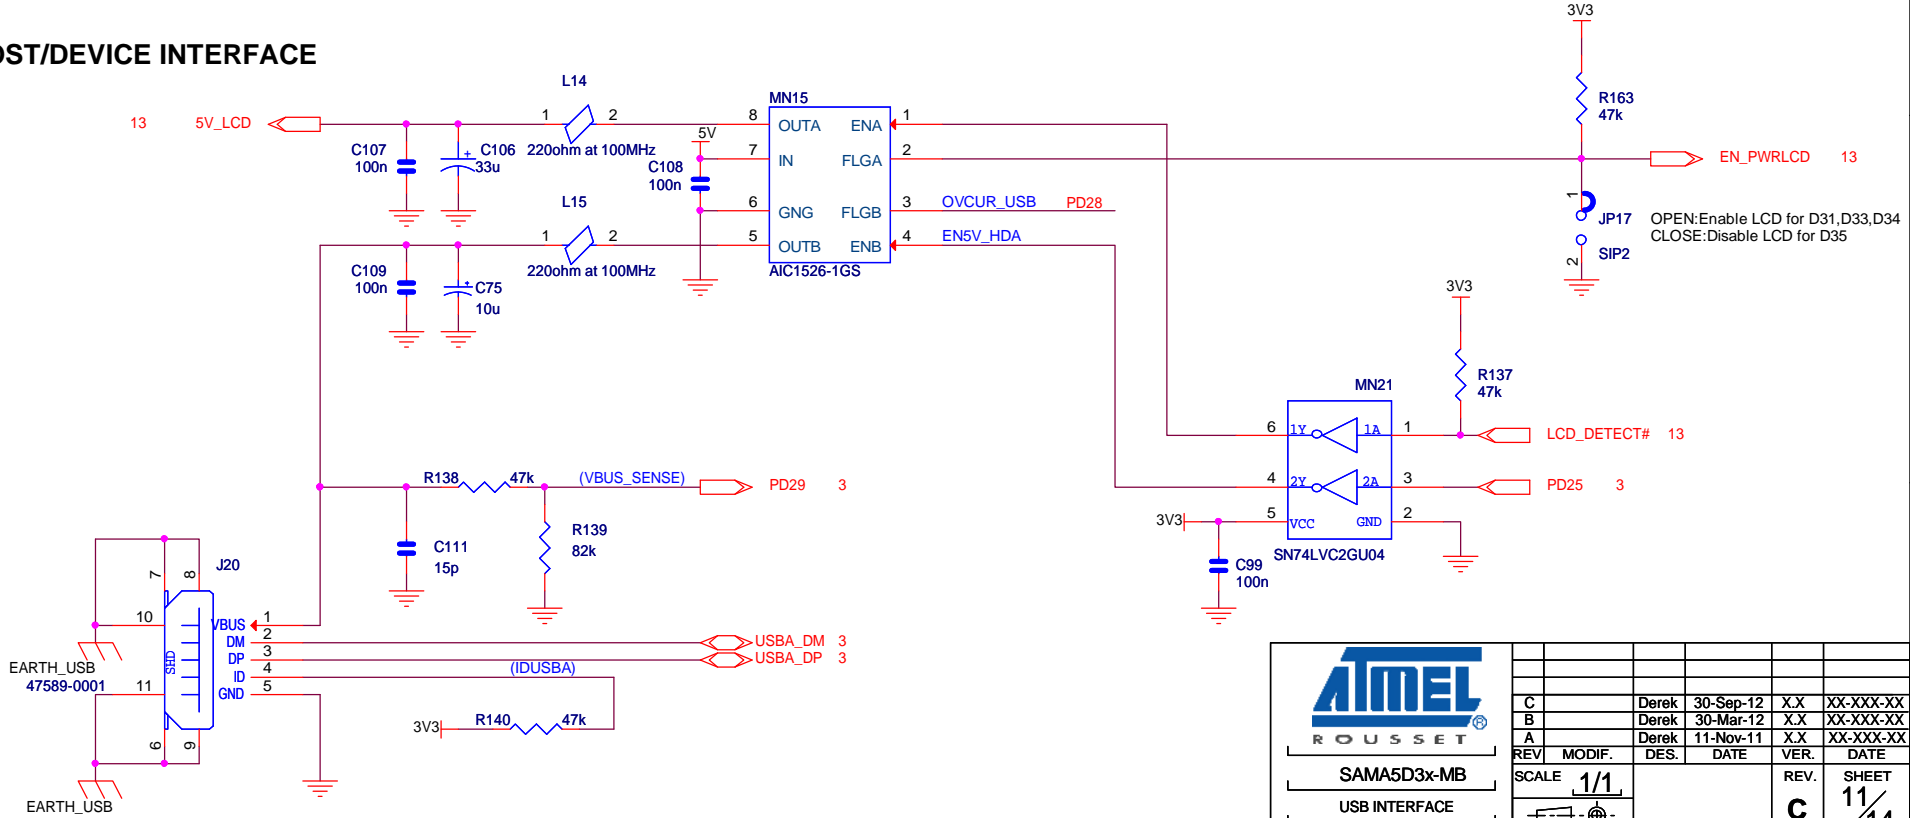 OST/DEVICE INTERFACE
3V3
R163
47k
EN_PWRLCD 13
1
JP17
SIP2
2
OPEN:Enable LCD for D31,D33,D34
CLOSE:Disable LCD for D35
13 5V_LCD
C107
100n
C106
33u
+
L14
1 2
220ohm at 100MHz
5V
C108
100n
MN15
8 OUTA ENA 1
7 IN FLGA 2
6 GNG FLGB 3
5 OUTB ENB 4
AIC1526-1GS
OVCUR_USB PD28
EN5V_HDA
L15
1 2
220ohm at 100MHz
C109
100n
C75
10u
+
3V3
R137
47k
MN21
6 1Y 1A 1
4 2Y 2A 3
5 VCC GND 2
SN74LVC2GU04
LCD_DETECT# 13
PD25 3
3V3
C99
100n
R138 47k (VBUS_SENSE) PD29 3
R139
82k
C111
15p
J20
7 8
10
11
6 9
SHD
VBUS 1
DM 2
DP 3
ID 4
GND 5
EARTH_USB
47589-0001
EARTH_USB
USBA_DM 3
USBA_DP 3
(IDUSBA)
3V3 R140 47k
ATMEL
®
ROUSSET
SAMA5D3x-MB
USB INTERFACE
C Derek 30-Sep-12 X.X XX-XXX-XX
B Derek 30-Mar-12 X.X XX-XXX-XX
A Derek 11-Nov-11 X.X XX-XXX-XX
REV MODIF. DES. DATE VER. DATE
SCALE 1/1
REV.
C
SHEET
11/14